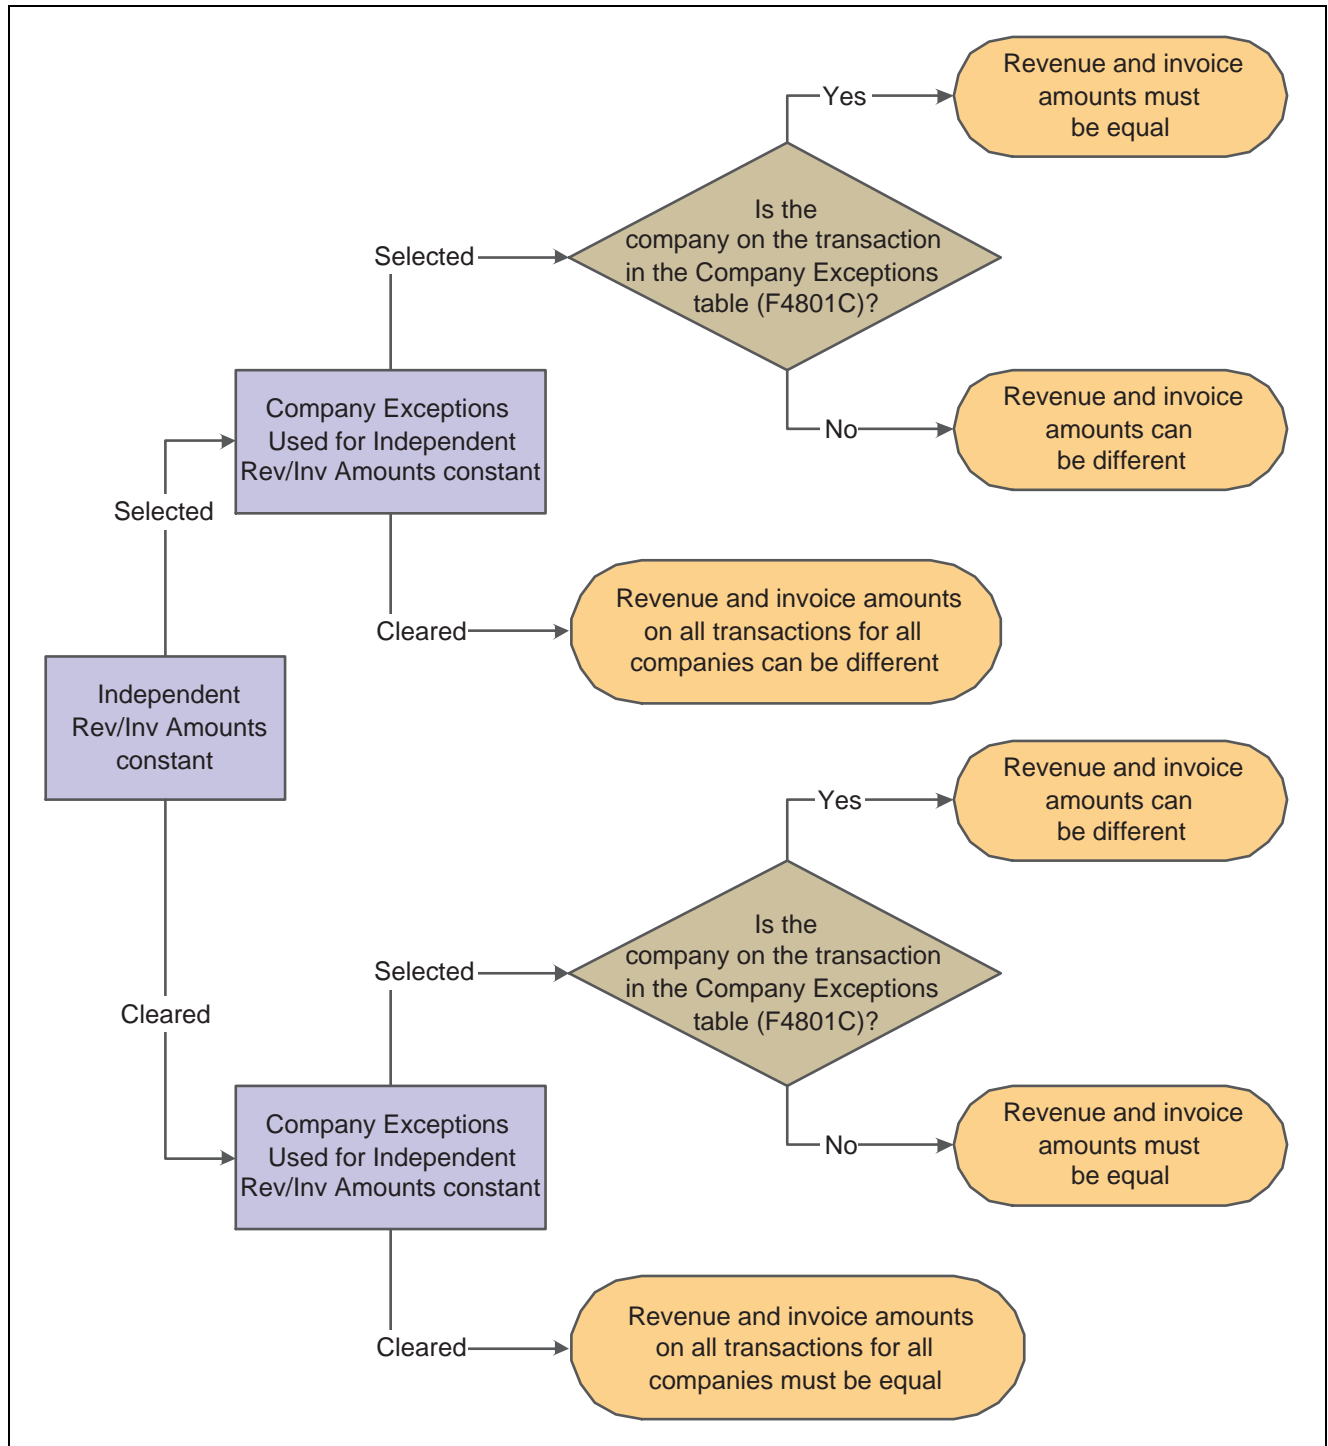 Revenue and invoice
amounts must
be equal
Yes
Is the
company on the transaction
in the Company Exceptions
table (F4801C)?
Selected
No
Revenue and invoice
amounts can
be different
Company Exceptions
Used for Independent
Rev/Inv Amounts constant
Selected
Cleared
Revenue and invoice amounts
on all transactions for all
companies can be different
Independent
Rev/Inv Amounts
constant
Revenue and invoice
amounts can
be different
Yes
Is the
company on the transaction
in the Company Exceptions
table (F4801C)?
Selected
Cleared
No
Revenue and invoice
amounts must
be equal
Company Exceptions
Used for Independent
Rev/Inv Amounts constant
Cleared
Revenue and invoice amounts
on all transactions for all
companies must be equal